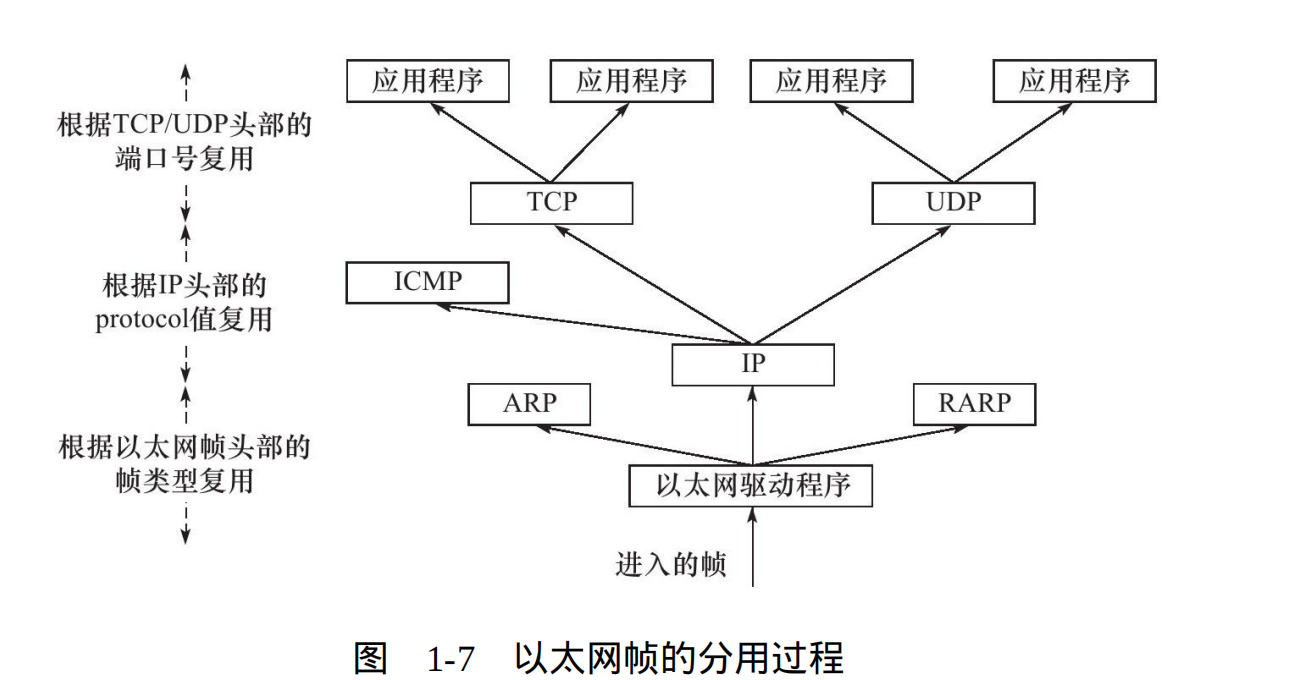 应用程序 应用程序 应用程序 应用程序
根据TCP/UDP头部的
端口号复用
TCP UDP
ICMP
根据IP头部的
protocol值复用
IP
ARP RARP
根据以太网帧头部的
帧类型复用
以太网驱动程序
进入的帧
图 1-7 以太网帧的分用过程